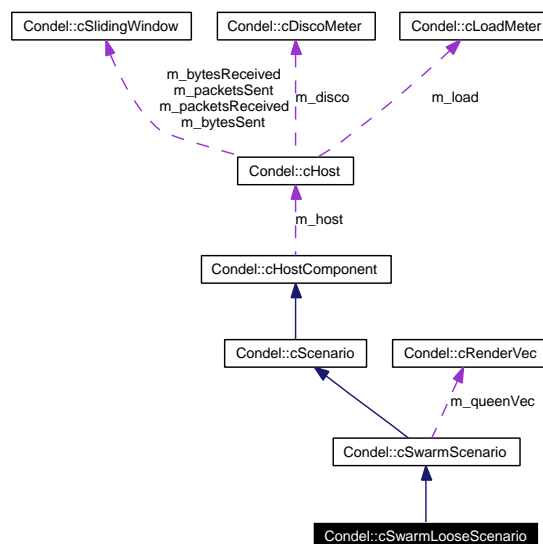 Condel::cSlidingWindow
Condel::cDiscoMeter
Condel::cLoadMeter
m_bytesReceived
m_packetsSent
m_packetsReceived
m_bytesSent
m_disco
m_load
Condel::cHost
m_host
Condel::cHostComponent
Condel::cScenario
Condel::cRenderVec
m_queenVec
Condel::cSwarmScenario
Condel::cSwarmLooseScenario